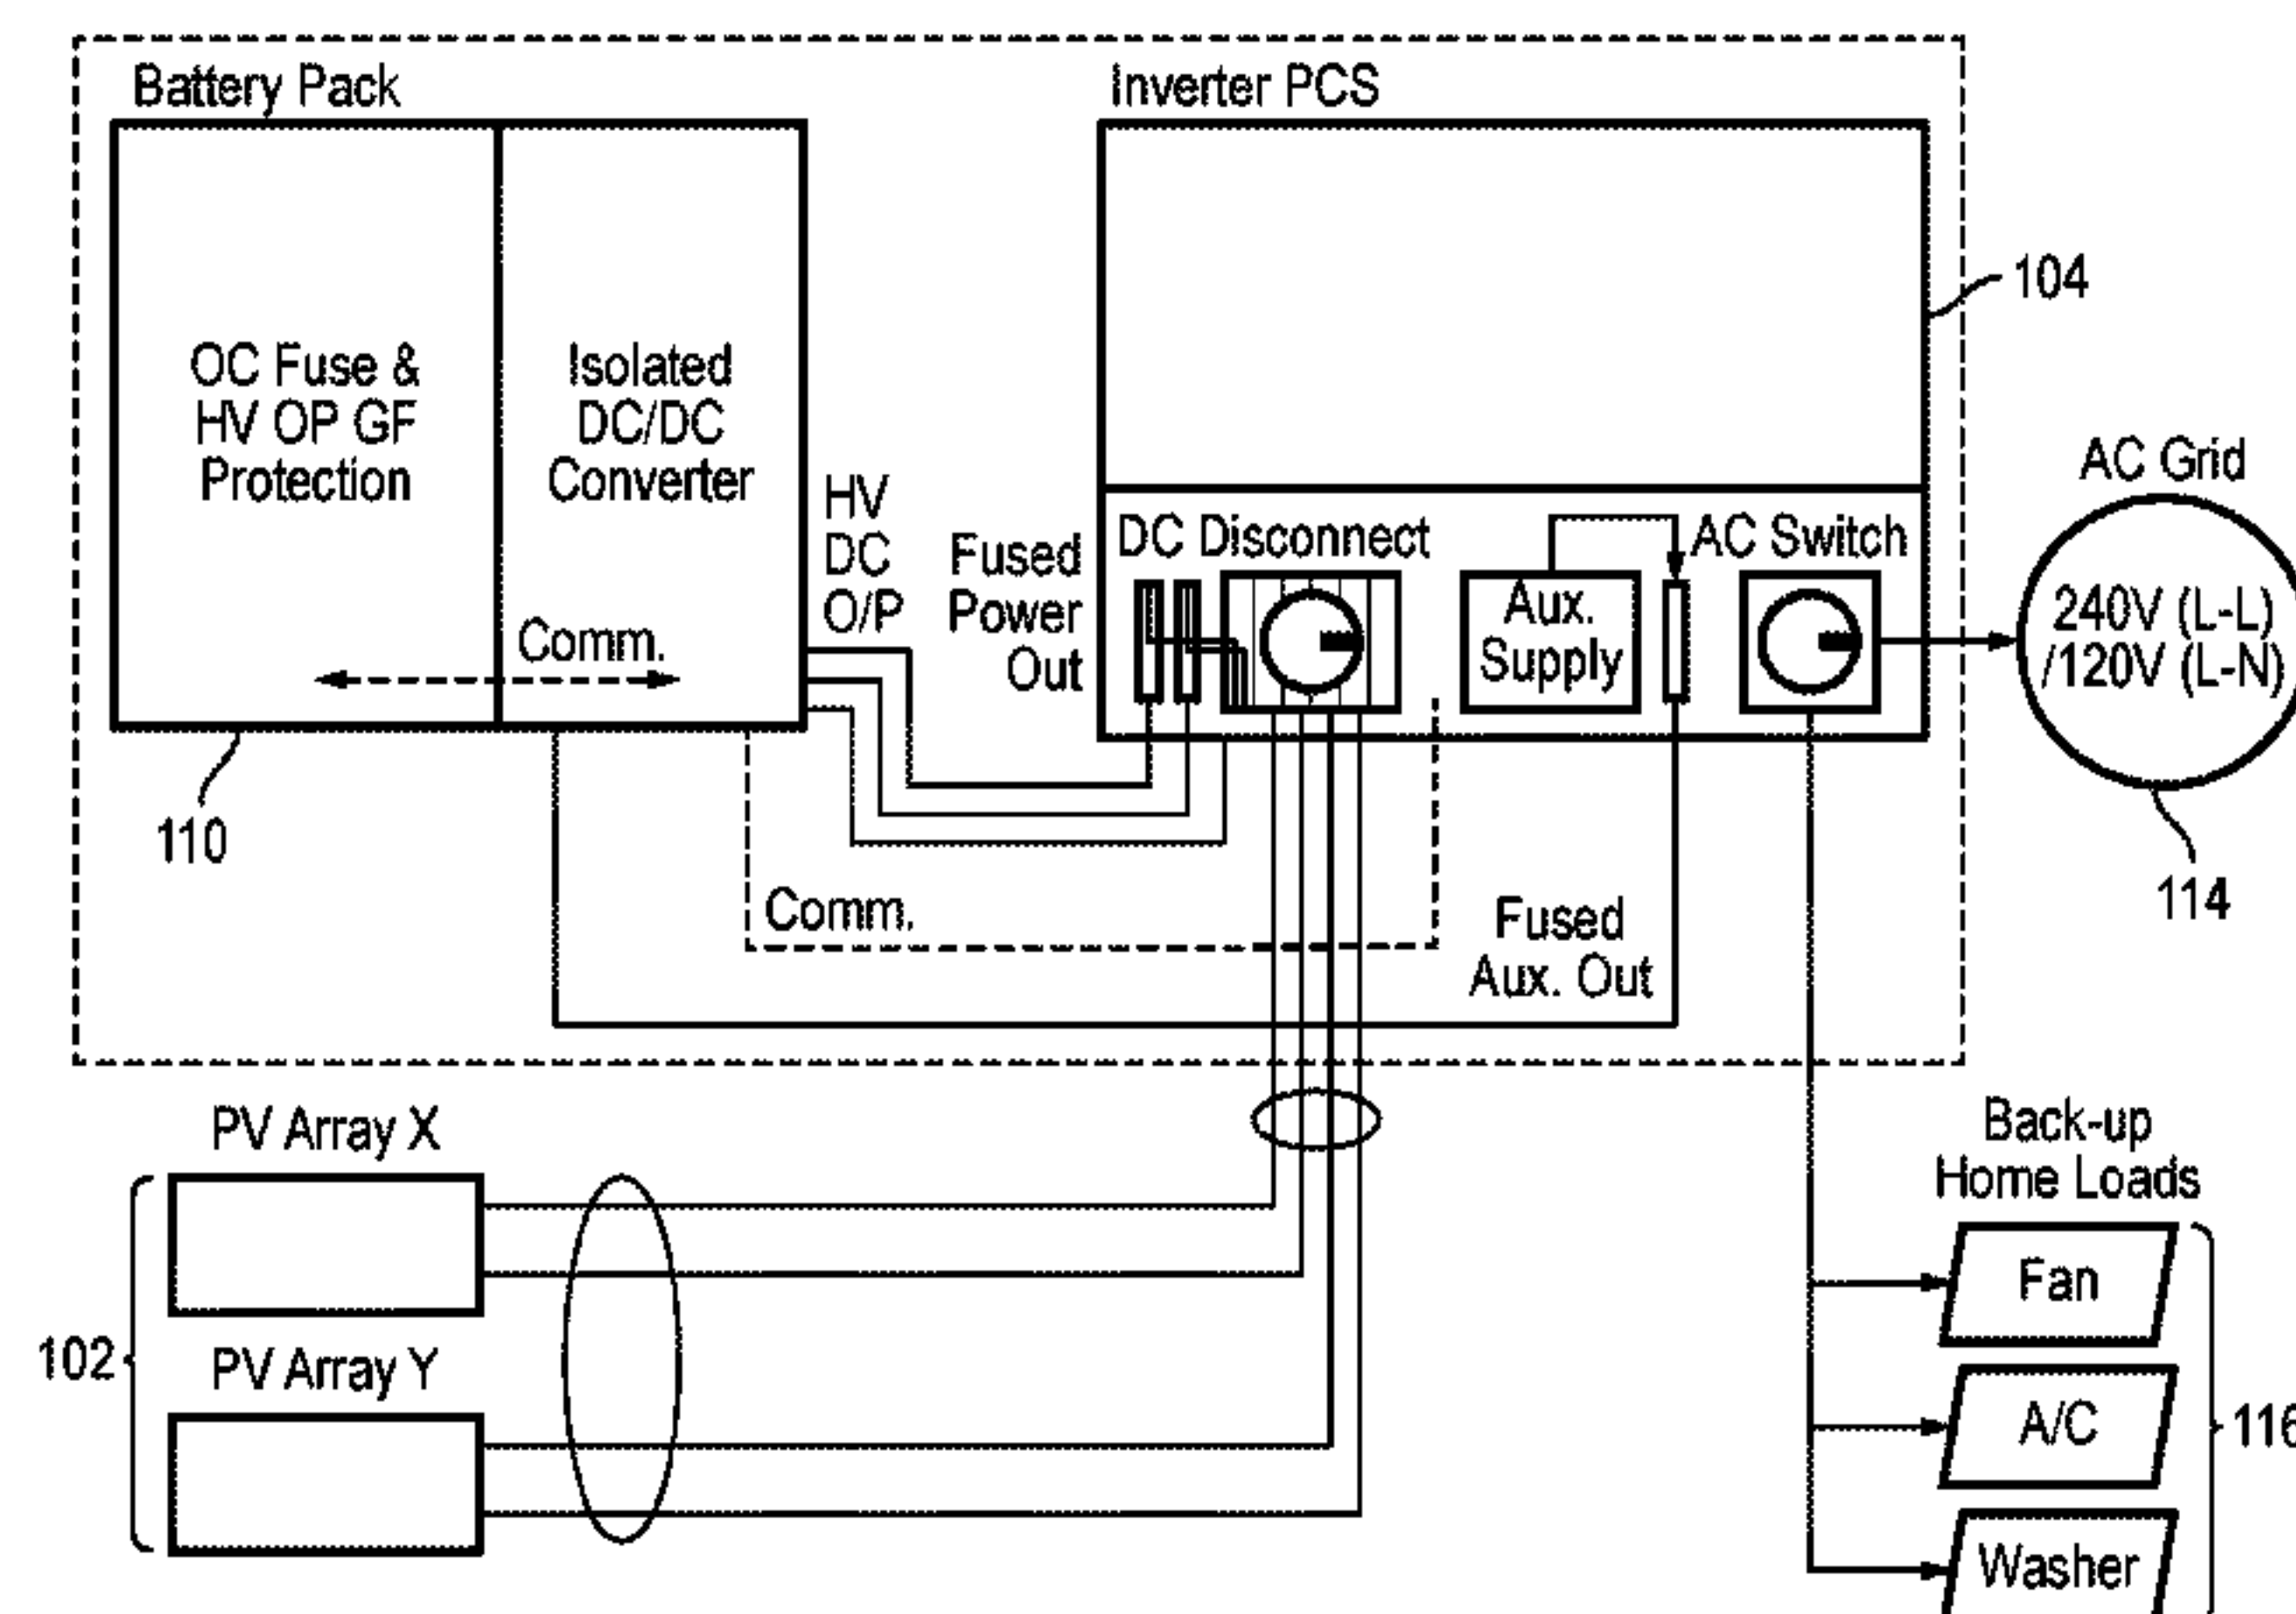 Battery Pack
Inverter PCS
OC Fuse &
HV OP GF
Protection
Isolated
DC/DC
Converter
Comm.
HV
DC
O/P
Fused
Power
Out
DC Disconnect
Aux.
Supply
AC Switch
104
AC Grid
240V (L-L)
/120V (L-N)
114
110
Comm.
Fused
Aux. Out
PV Array X
102
PV Array Y
Back-up
Home Loads
Fan
A/C
Washer
116